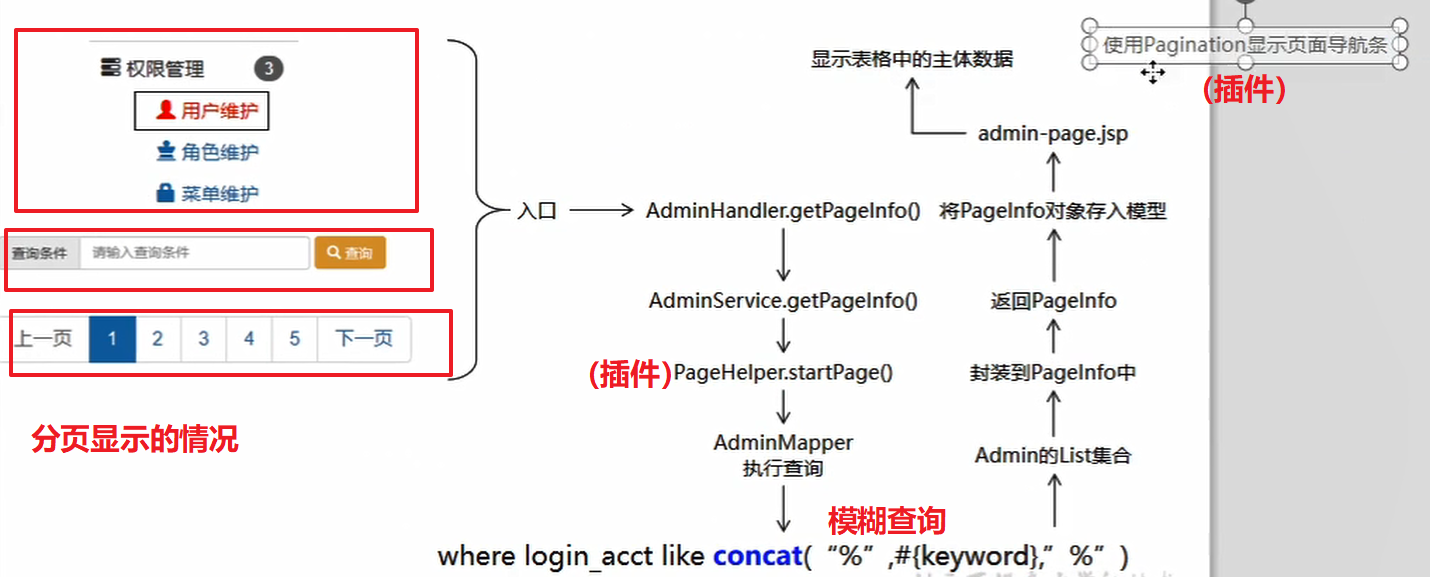 权限管理 3
用户维护
角色维护
菜单维护
查询条件 请输入查询条件 查询
上一页 1 2 3 4 5 下一页
分页显示的情况
入口
AdminHandler.getPageInfo()
AdminService.getPageInfo()
(插件)PageHelper.startPage()
AdminMapper
执行查询
模糊查询
where login_acct like concat(“%”,#{keyword},”%”)
Admin的List集合
封装到PageInfo中
返回PageInfo
将PageInfo对象存入模型
admin-page.jsp
显示表格中的主体数据
使用Pagination显示页面导航条
(插件)